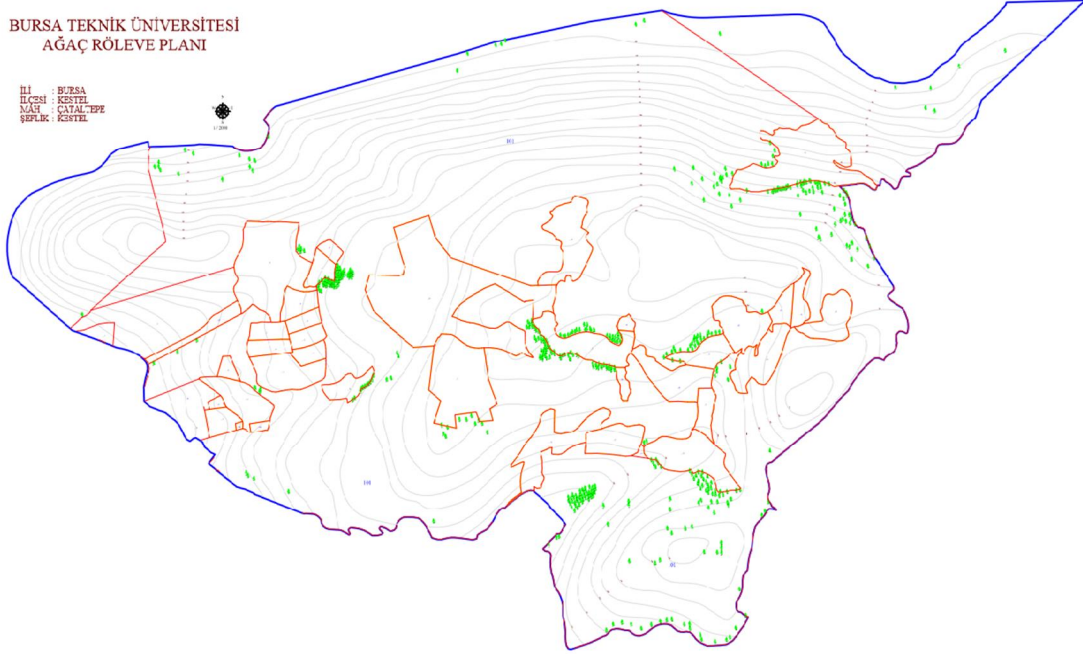 BURSA TEKNİK ÜNİVERSİTESİ
AĞAÇ RÖLEVE PLANI
İLİ : BURSA
İLÇESİ : KESTEL
MAH : ÇATALTEPE
ŞEFLİK : KESTEL